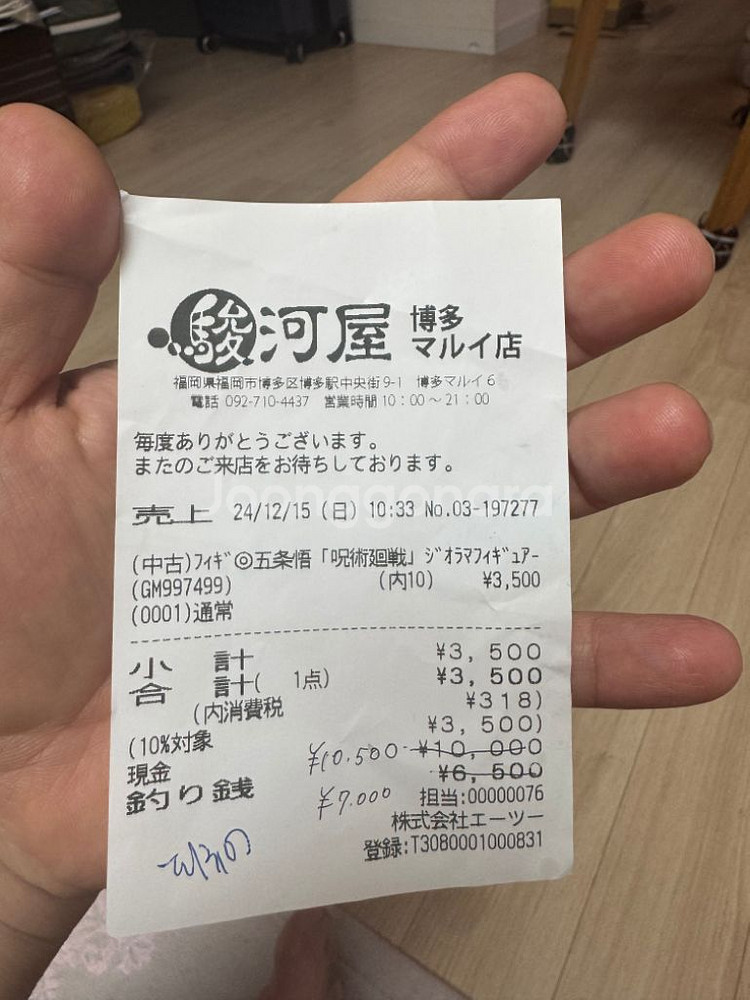 駿河屋 博多
マルイ店
福岡県福岡市博多区博多駅中央街9-1 博多マルイ6
電話 092-710-4437 営業時間10:00～21:00
毎度ありがとうございます。
またのご来店をお待ちしております。
Joonggonara
売上 24/12/15(日) 10:33 No.03-197277
(中古)ﾌｨｷﾞ◎五条悟「呪術廻戦」ｼﾞｵﾗﾏﾌｨｷﾞｭｱｰ
(GM997499) (内10) ¥3,500
(0001)通常
小計 ¥3,500
合計( 1点) ¥3,500
(内消費税 ¥318)
(10%対象 ¥3,500)
現金 ¥10,500 ¥10,000
釣り銭 ¥7,000 ¥6,500
担当:00000076
株式会社エーツー
登録:T3080001000831